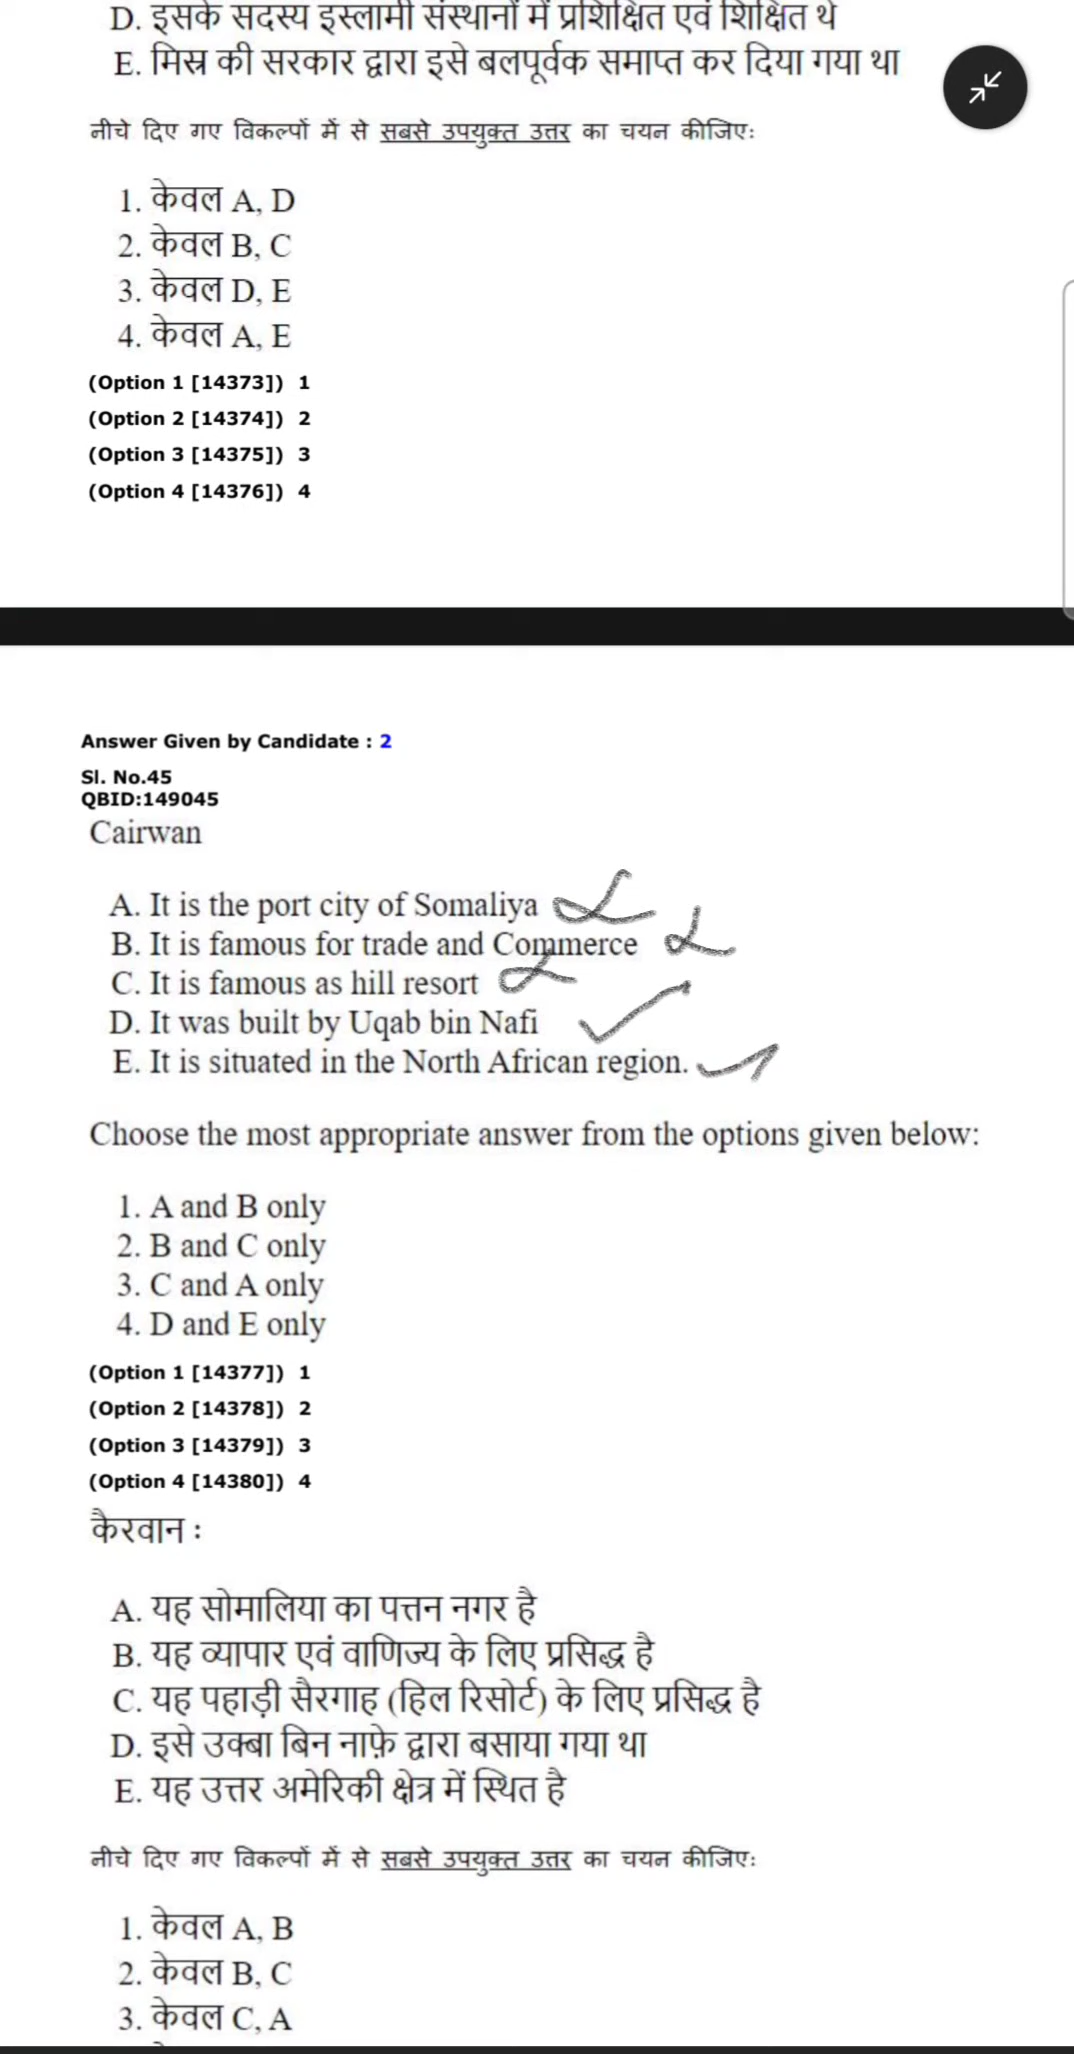 D. इसके सदस्य इस्लामी संस्थानों में प्रशिक्षित एवं शिक्षित थे
E. मिस्र की सरकार द्वारा इसे बलपूर्वक समाप्त कर दिया गया था
नीचे दिए गए विकल्पों में से सबसे उपयुक्त उत्तर का चयन कीजिए:
1. केवल A, D
2. केवल B, C
3. केवल D, E
4. केवल A, E
(Option 1 [14373]) 1
(Option 2 [14374]) 2
(Option 3 [14375]) 3
(Option 4 [14376]) 4
Answer Given by Candidate : 2
Sl. No.45
QBID:149045
Cairwan
A. It is the port city of Somaliya
B. It is famous for trade and Commerce
C. It is famous as hill resort
D. It was built by Uqab bin Nafi
E. It is situated in the North African region.
Choose the most appropriate answer from the options given below:
1. A and B only
2. B and C only
3. C and A only
4. D and E only
(Option 1 [14377]) 1
(Option 2 [14378]) 2
(Option 3 [14379]) 3
(Option 4 [14380]) 4
कैरवान :
A. यह सोमालिया का पत्तन नगर है
B. यह व्यापार एवं वाणिज्य के लिए प्रसिद्ध है
C. यह पहाड़ी सैरगाह (हिल रिसोर्ट) के लिए प्रसिद्ध है
D. इसे उक्बा बिन नाफ़े द्वारा बसाया गया था
E. यह उत्तर अमेरिकी क्षेत्र में स्थित है
नीचे दिए गए विकल्पों में से सबसे उपयुक्त उत्तर का चयन कीजिए:
1. केवल A, B
2. केवल B, C
3. केवल C, A